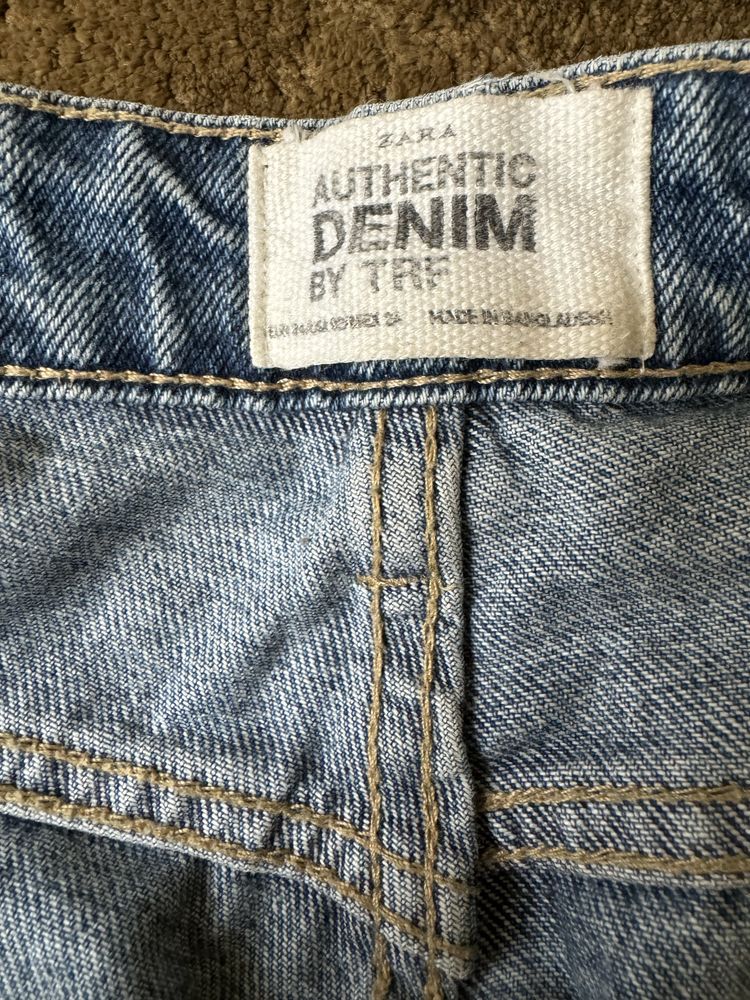 ZARA
AUTHENTIC
DENIM
BY TRF
MADE IN BANGLADESH